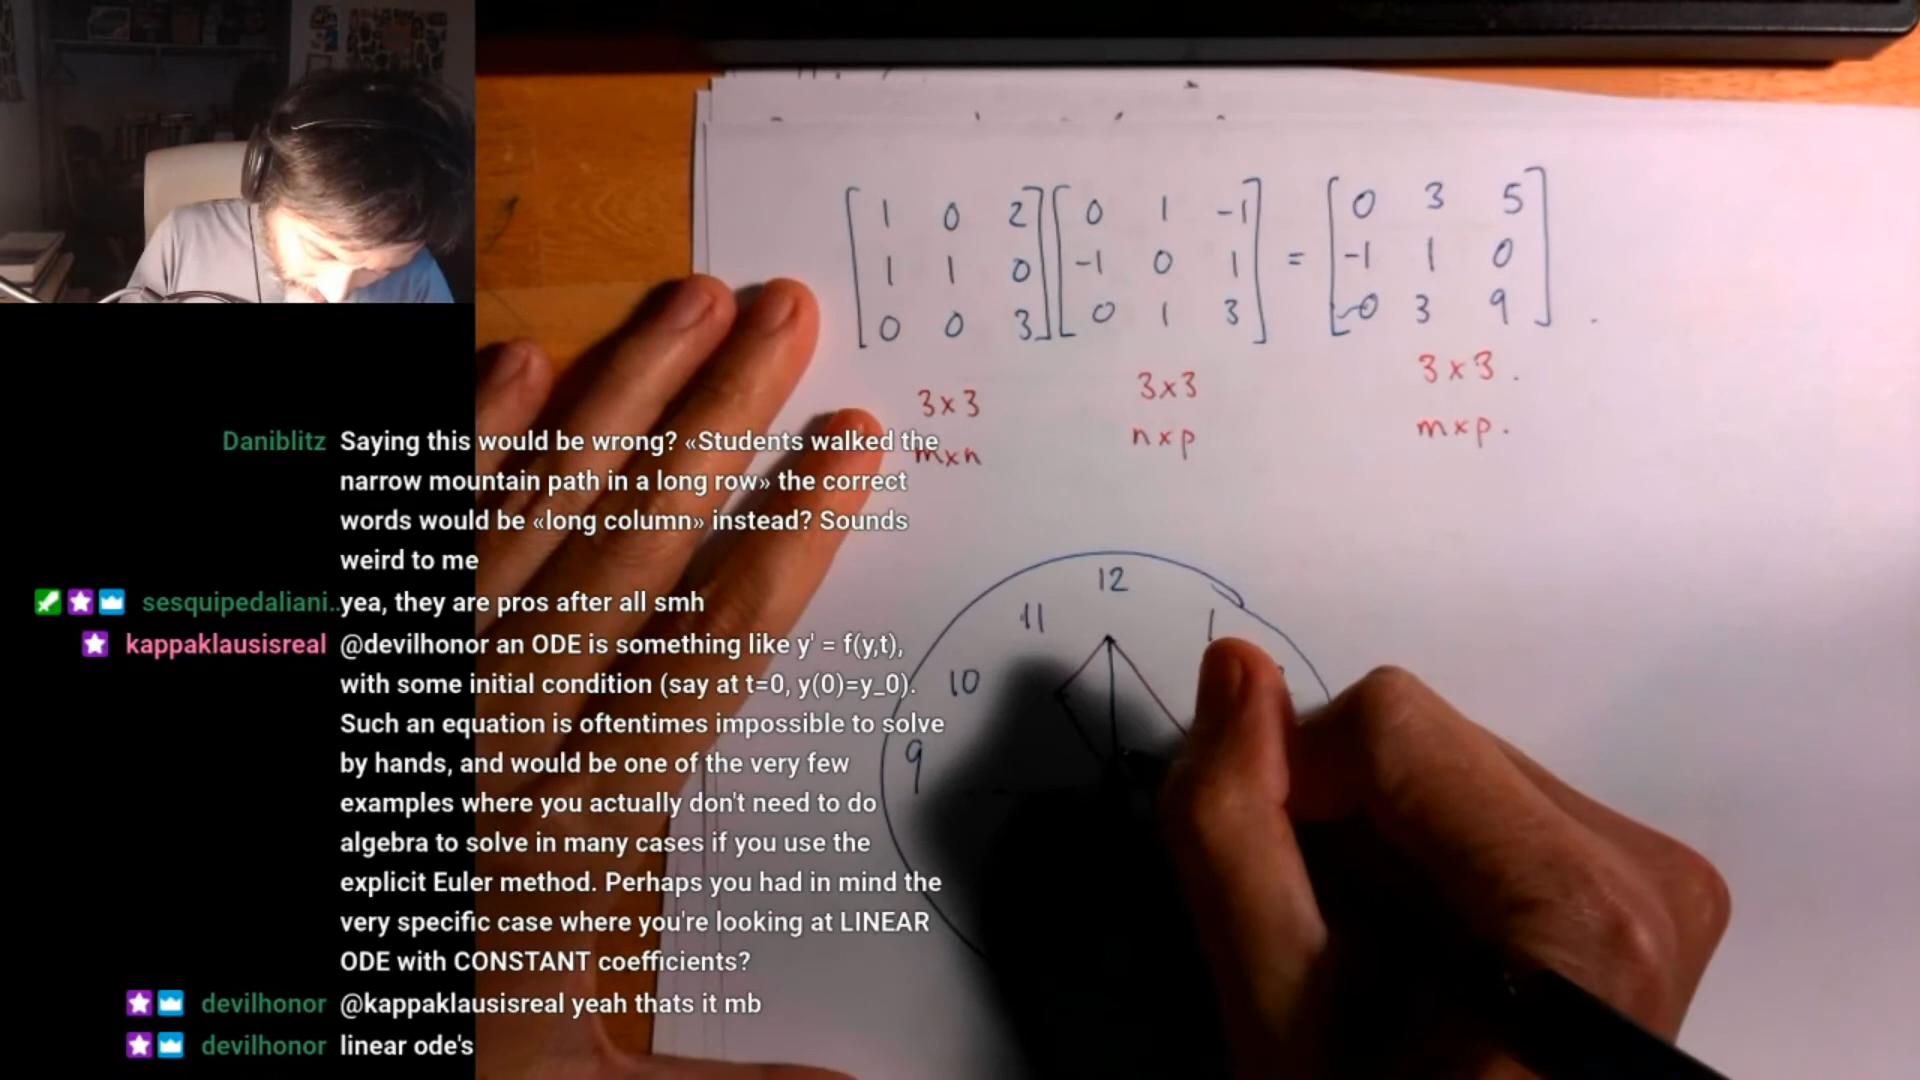 1 0 2 0 1 -1 0 3 5
1 1 0 -1 0 1 = -1 1 0
0 0 3 0 1 3 -0 3 9 .
3x3 3x3 3x3 .
mxn nxp mxp .
12
11 1
10
9
Daniblitz Saying this would be wrong? «Students walked the
narrow mountain path in a long row» the correct
words would be «long column» instead? Sounds
weird to me
sesquipedaliani.. yea, they are pros after all smh
kappaklausisreal @devilhonor an ODE is something like y' = f(y,t),
with some initial condition (say at t=0, y(0)=y_0).
Such an equation is oftentimes impossible to solve
by hands, and would be one of the very few
examples where you actually don't need to do
algebra to solve in many cases if you use the
explicit Euler method. Perhaps you had in mind the
very specific case where you're looking at LINEAR
ODE with CONSTANT coefficients?
devilhonor @kappaklausisreal yeah thats it mb
devilhonor linear ode's